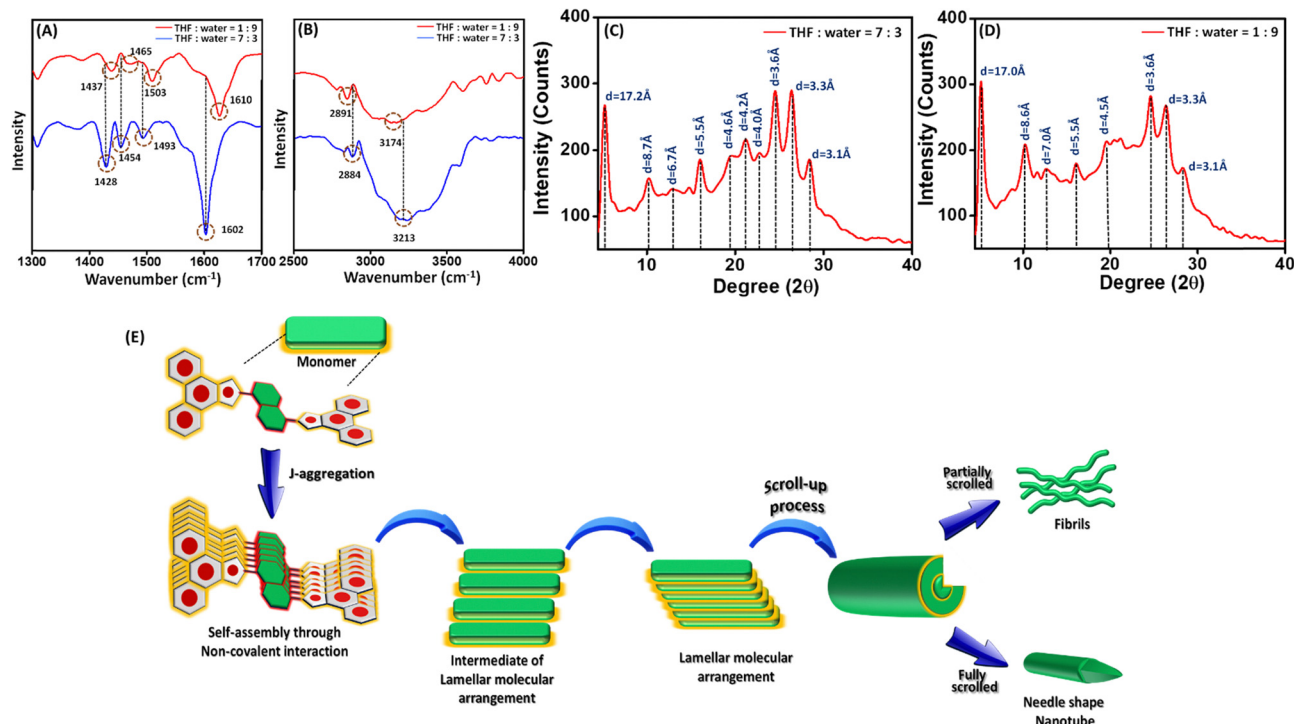 (A)
THF : water = 1 : 9
THF : water = 7 : 3
1465
1437
1503
1610
1454
1493
1428
1602
Intensity
1300
1400
1500
1600
1700
Wavenumber (cm⁻¹)
(B)
THF : water = 1 : 9
THF : water = 7 : 3
2891
3174
2884
3213
Intensity
2500
3000
3500
4000
Wavenumber (cm⁻¹)
(C)
THF : water = 7 : 3
Intensity (Counts)
400
300
200
100
d=17.2Å
d=8.7Å
d=6.7Å
d=5.5Å
d=4.6Å
d=4.2Å
d=4.0Å
d=3.6Å
d=3.3Å
d=3.1Å
10
20
30
40
Degree (2θ)
(D)
THF : water = 1 : 9
Intensity (Counts)
400
300
200
100
d=17.0Å
d=8.6Å
d=7.0Å
d=5.5Å
d=4.5Å
d=3.6Å
d=3.3Å
d=3.1Å
10
20
30
40
Degree (2θ)
(E)
Monomer
J-aggregation
Self-assembly through
Non-covalent interaction
Intermediate of
Lamellar molecular
arrangement
Lamellar molecular
arrangement
Scroll-up
process
Partially
scrolled
Fibrils
Fully
scrolled
Needle shape
Nanotube